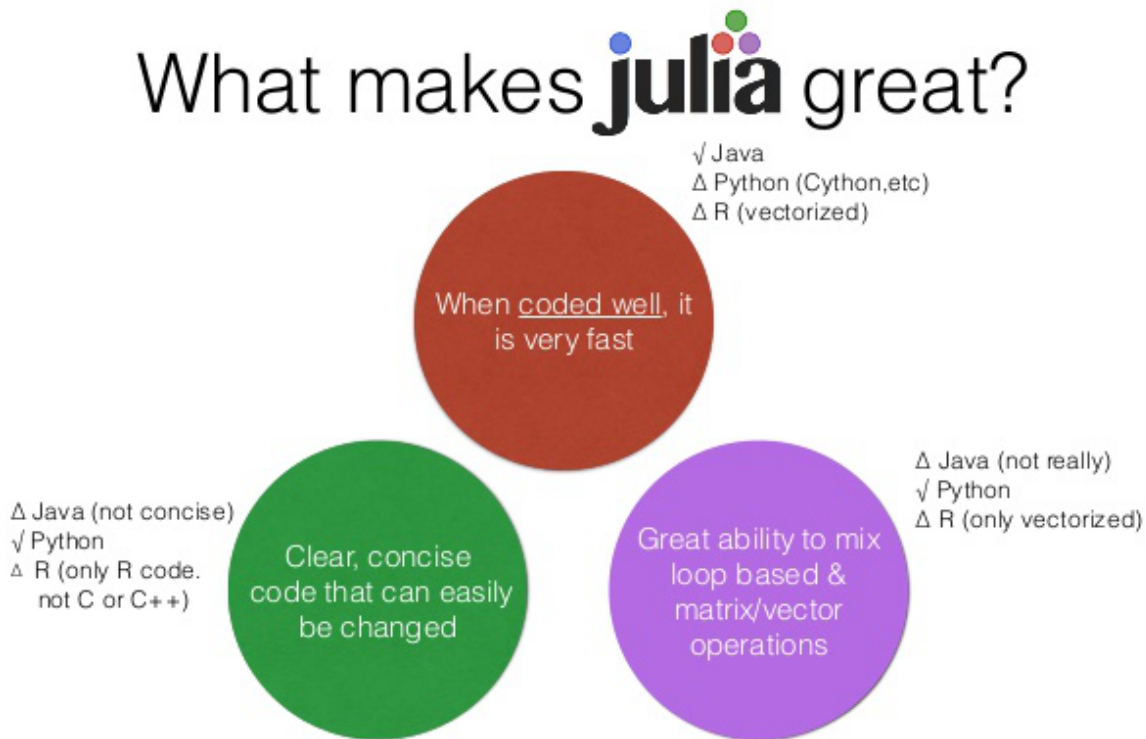 What makes julia great?
√ Java
Δ Python (Cython,etc)
Δ R (vectorized)
When coded well, it
is very fast
Δ Java (not concise)
√ Python
Δ R (only R code.
not C or C++)
Clear, concise
code that can easily
be changed
Great ability to mix
loop based &
matrix/vector
operations
Δ Java (not really)
√ Python
Δ R (only vectorized)